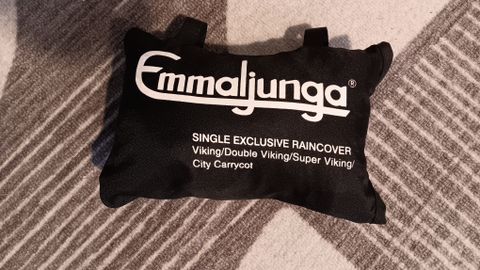 Emmaljunga®
SINGLE EXCLUSIVE RAINCOVER
Viking/Double Viking/Super Viking/
City Carrycot